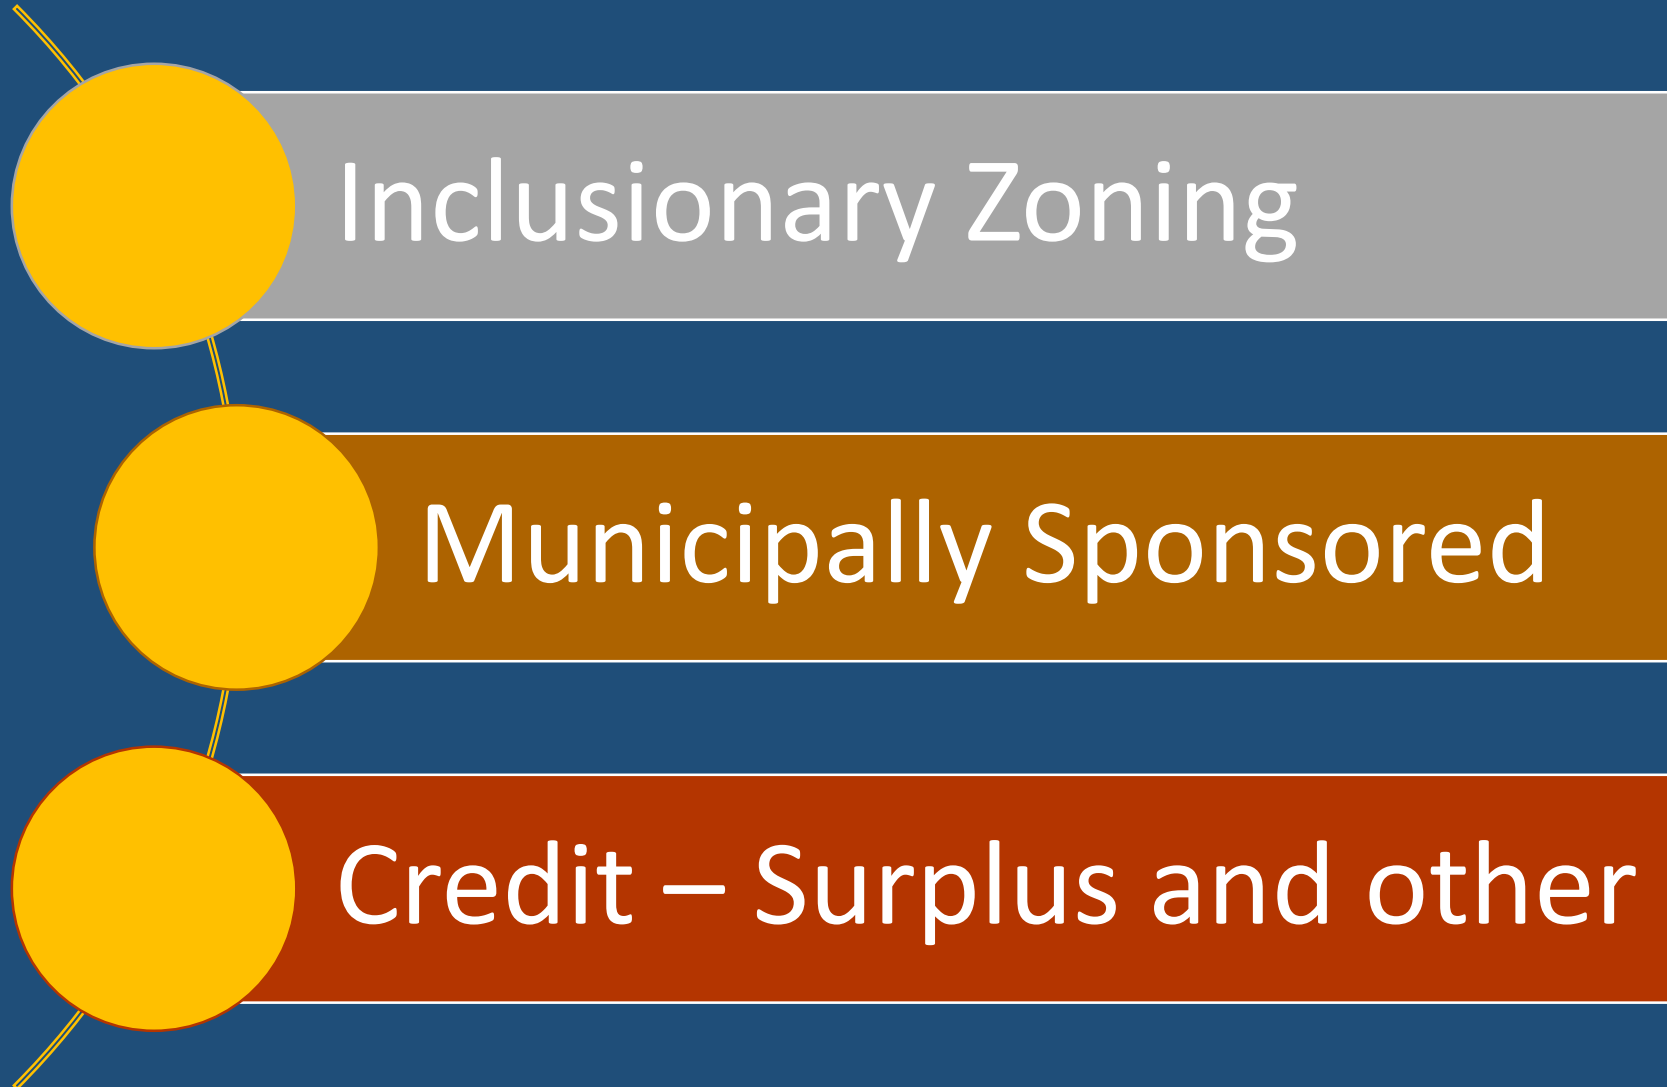 Inclusionary Zoning
Municipally Sponsored
Credit – Surplus and other